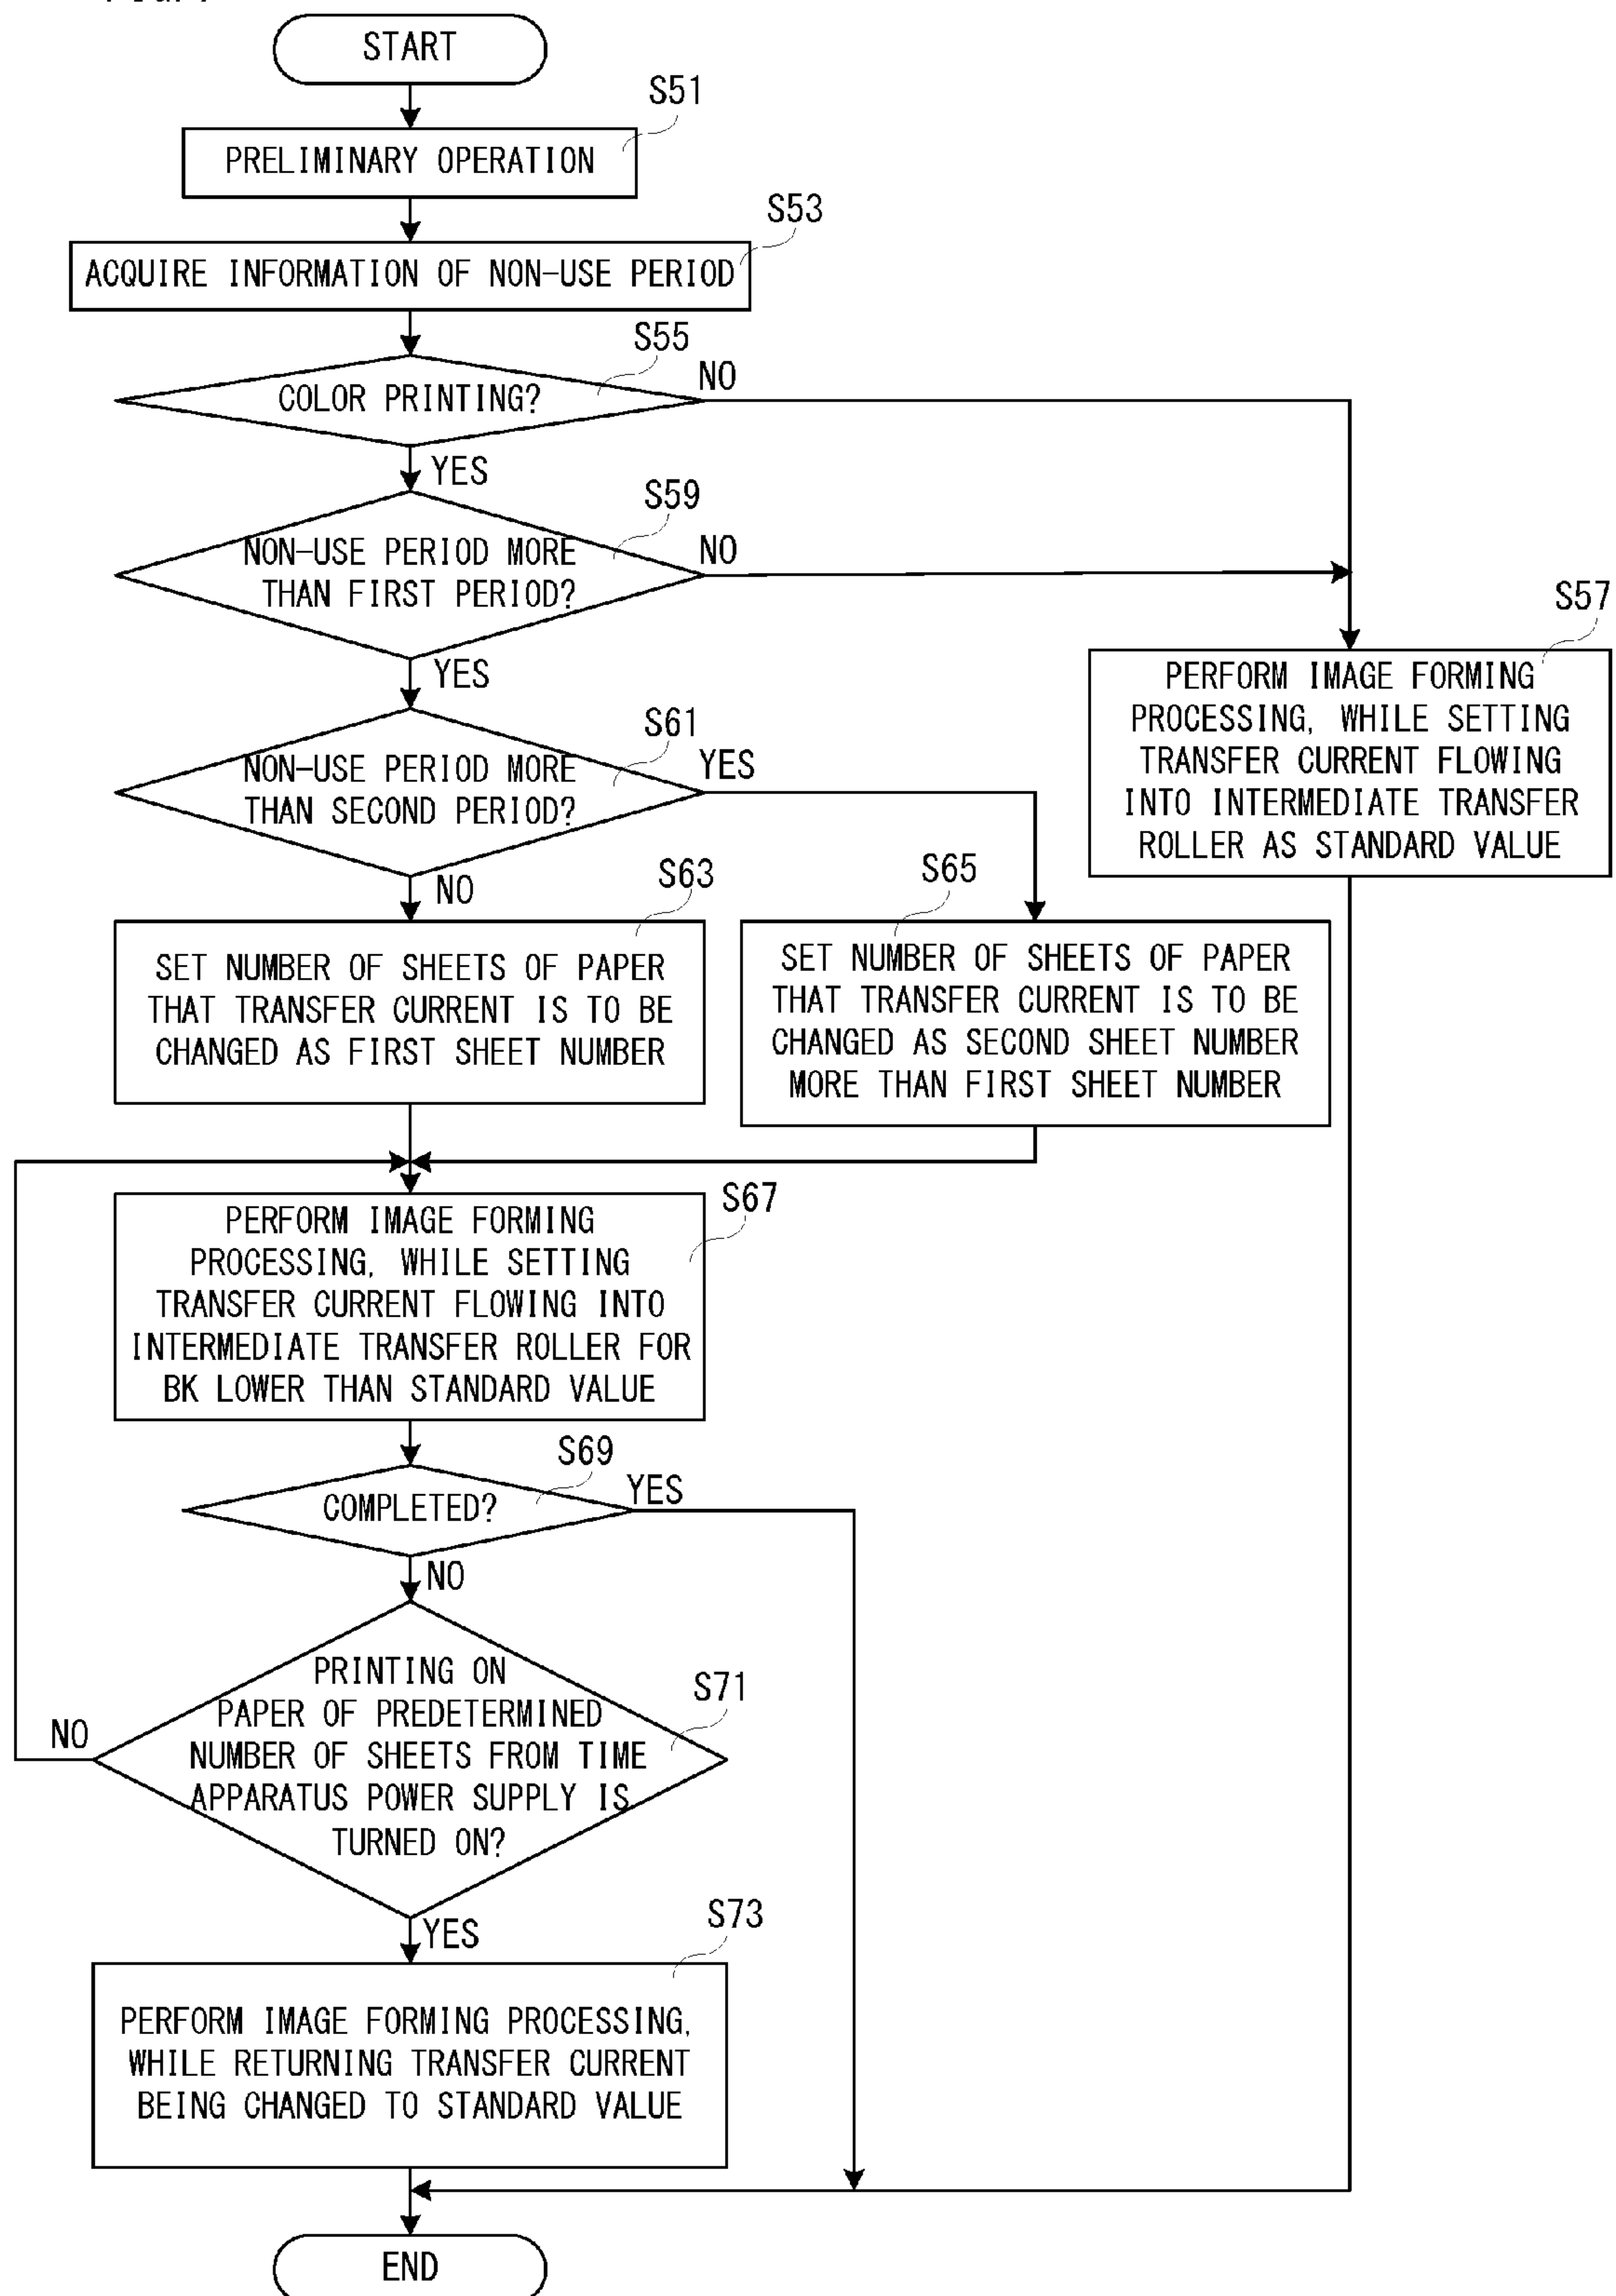 START
S51
PRELIMINARY OPERATION
S53
ACQUIRE INFORMATION OF NON-USE PERIOD
S55
COLOR PRINTING?
NO
YES
S59
NON-USE PERIOD MORE
THAN FIRST PERIOD?
NO
YES
S57
PERFORM IMAGE FORMING
PROCESSING, WHILE SETTING
TRANSFER CURRENT FLOWING
INTO INTERMEDIATE TRANSFER
ROLLER AS STANDARD VALUE
S61
NON-USE PERIOD MORE
THAN SECOND PERIOD?
YES
NO
S63
SET NUMBER OF SHEETS OF PAPER
THAT TRANSFER CURRENT IS TO BE
CHANGED AS FIRST SHEET NUMBER
S65
SET NUMBER OF SHEETS OF PAPER
THAT TRANSFER CURRENT IS TO BE
CHANGED AS SECOND SHEET NUMBER
MORE THAN FIRST SHEET NUMBER
S67
PERFORM IMAGE FORMING
PROCESSING, WHILE SETTING
TRANSFER CURRENT FLOWING INTO
INTERMEDIATE TRANSFER ROLLER FOR
BK LOWER THAN STANDARD VALUE
S69
COMPLETED?
YES
NO
S71
PRINTING ON
PAPER OF PREDETERMINED
NUMBER OF SHEETS FROM TIME
APPARATUS POWER SUPPLY IS
TURNED ON?
NO
YES
S73
PERFORM IMAGE FORMING PROCESSING,
WHILE RETURNING TRANSFER CURRENT
BEING CHANGED TO STANDARD VALUE
END